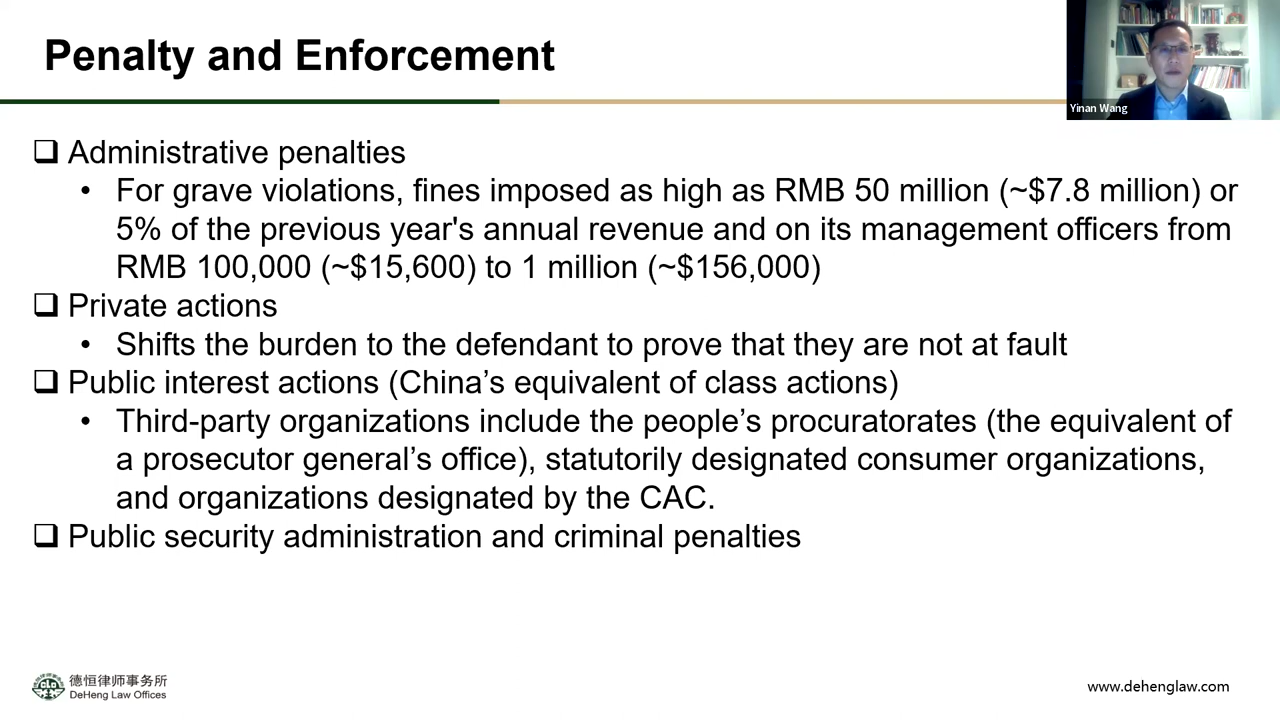 Penalty and Enforcement
Yinan Wang
❑ Administrative penalties
• For grave violations, fines imposed as high as RMB 50 million (~$7.8 million) or
5% of the previous year's annual revenue and on its management officers from
RMB 100,000 (~$15,600) to 1 million (~$156,000)
❑ Private actions
• Shifts the burden to the defendant to prove that they are not at fault
❑ Public interest actions (China’s equivalent of class actions)
• Third-party organizations include the people’s procuratorates (the equivalent of
a prosecutor general’s office), statutorily designated consumer organizations,
and organizations designated by the CAC.
❑ Public security administration and criminal penalties
德恒律师事务所
DeHeng Law Offices
www.dehenglaw.com